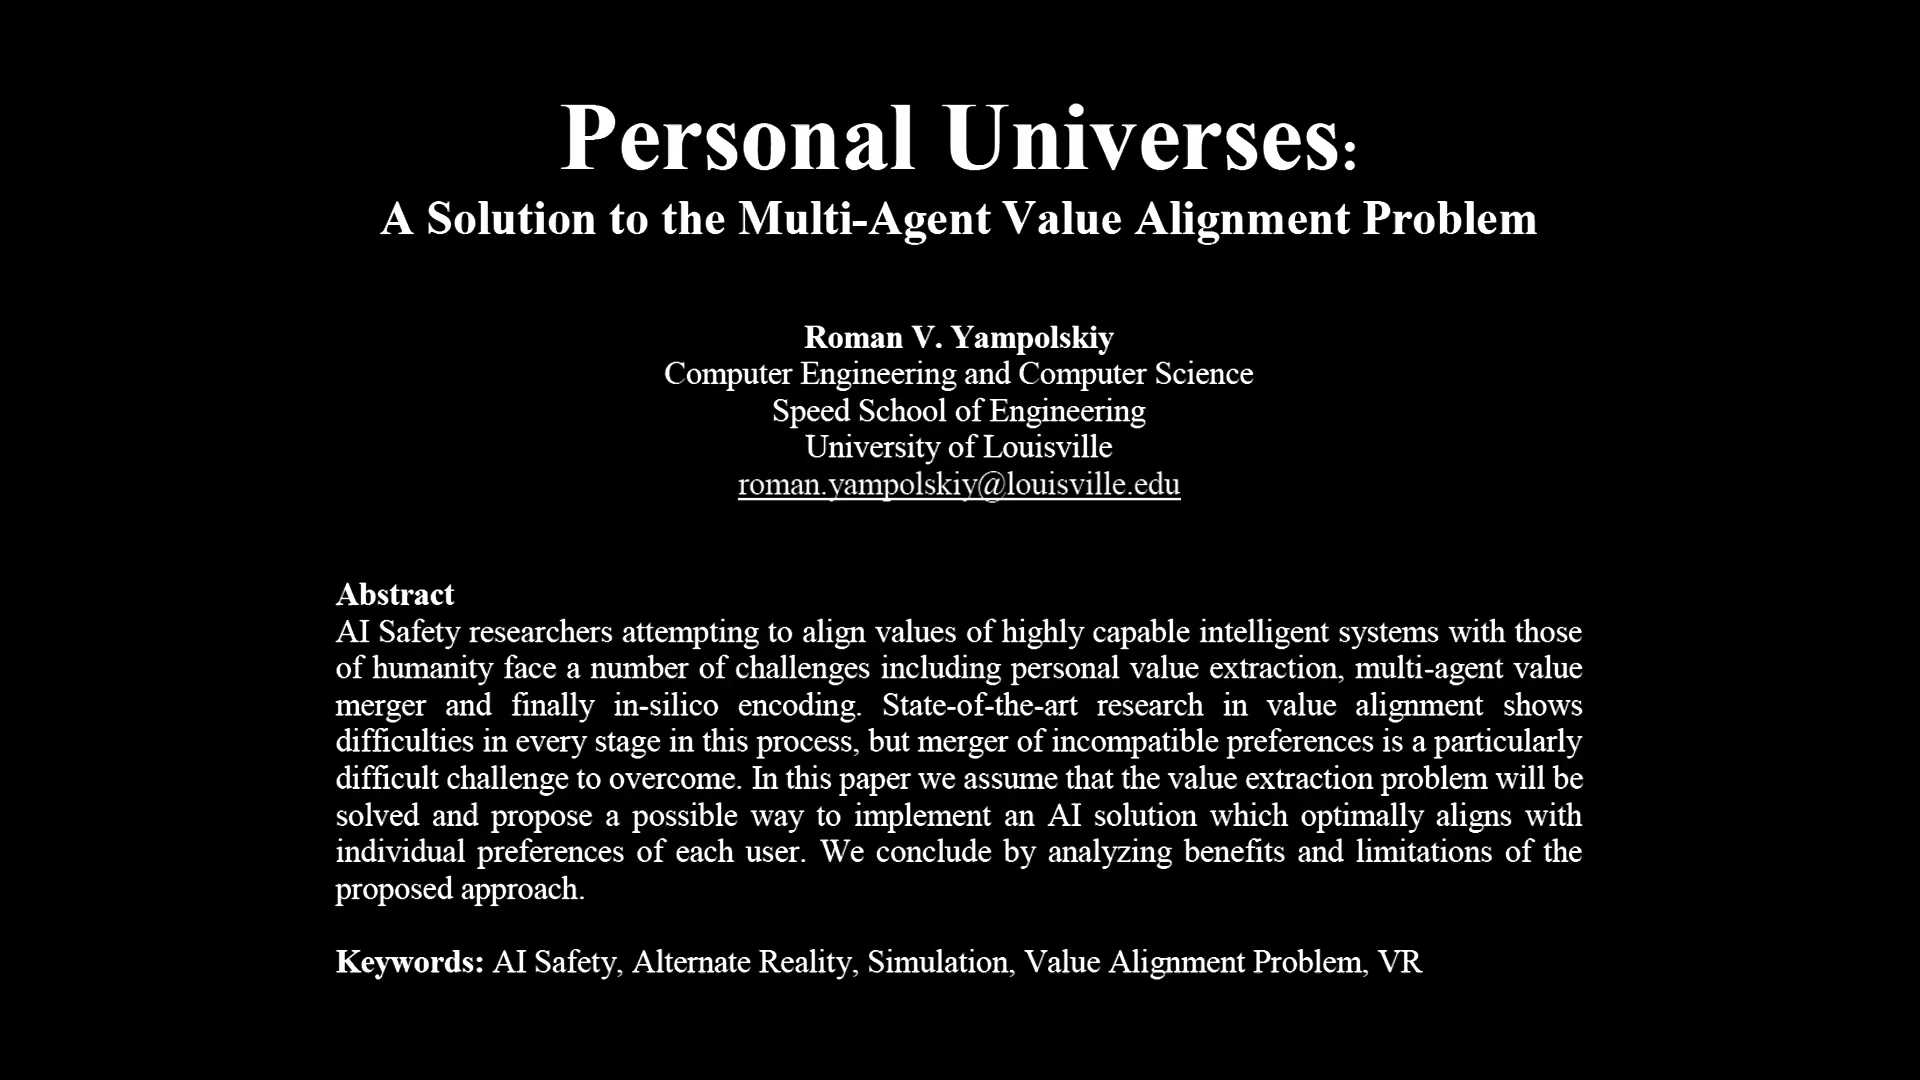 Personal Universes:
A Solution to the Multi-Agent Value Alignment Problem
Roman V. Yampolskiy
Computer Engineering and Computer Science
Speed School of Engineering
University of Louisville
roman.yampolskiy@louisville.edu
Abstract
AI Safety researchers attempting to align values of highly capable intelligent systems with those
of humanity face a number of challenges including personal value extraction, multi-agent value
merger and finally in-silico encoding. State-of-the-art research in value alignment shows
difficulties in every stage in this process, but merger of incompatible preferences is a particularly
difficult challenge to overcome. In this paper we assume that the value extraction problem will be
solved and propose a possible way to implement an AI solution which optimally aligns with
individual preferences of each user. We conclude by analyzing benefits and limitations of the
proposed approach.
Keywords: AI Safety, Alternate Reality, Simulation, Value Alignment Problem, VR